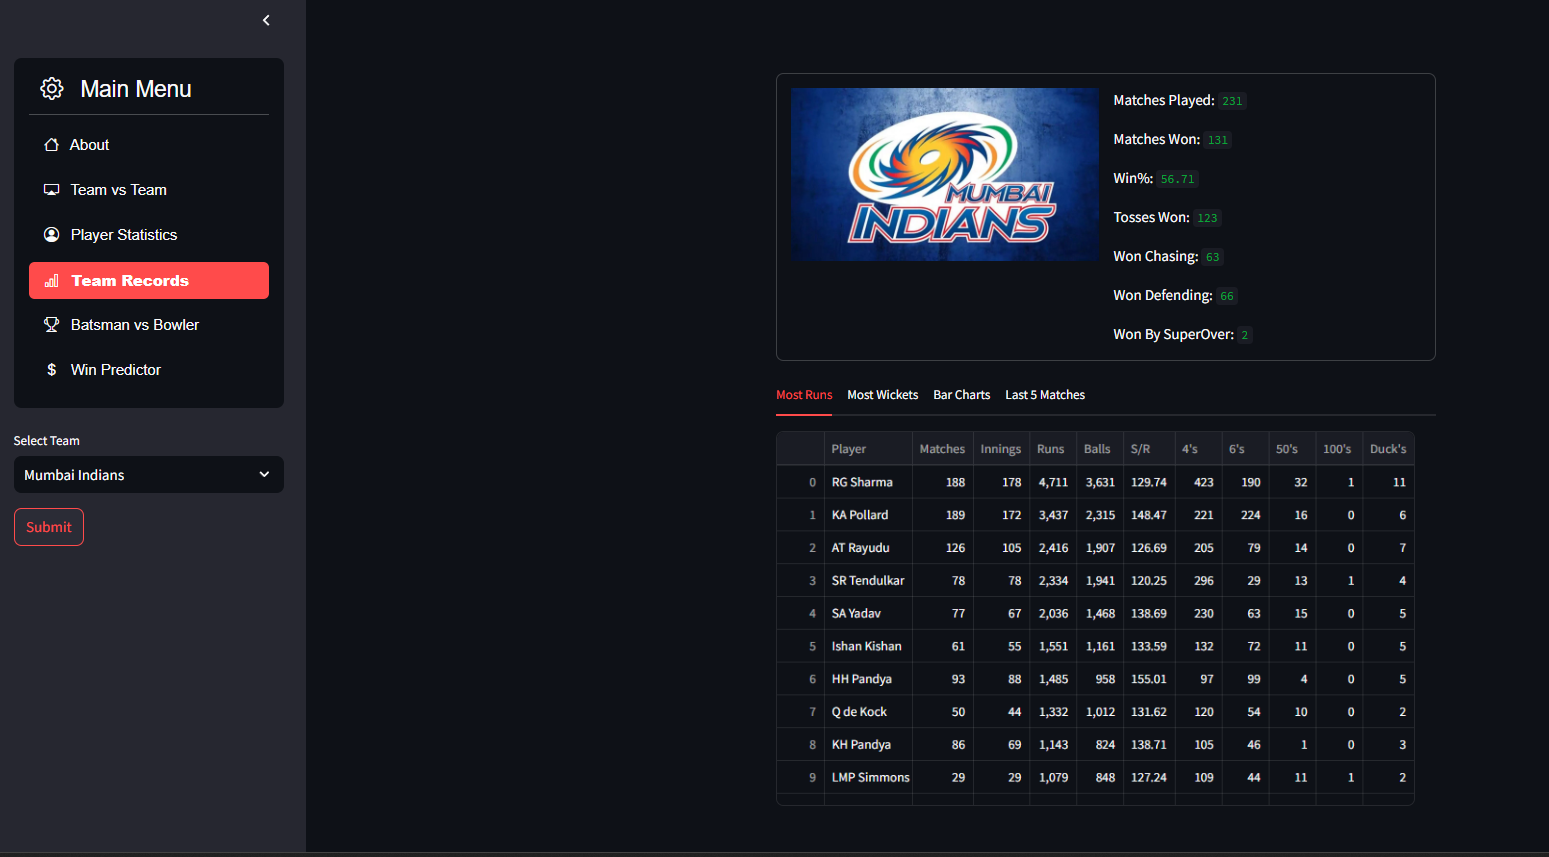 Main Menu
About
Team vs Team
Player Statistics
Team Records
Batsman vs Bowler
$ Win Predictor
Select Team
Mumbai Indians
Submit
MUMBAI
INDIANS
Matches Played: 231
Matches Won: 131
Win%: 56.71
Tosses Won: 123
Won Chasing: 63
Won Defending: 66
Won By SuperOver: 2
Most Runs Most Wickets Bar Charts Last 5 Matches
Player Matches Innings Runs Balls S/R 4's 6's 50's 100's Duck's
0 RG Sharma 188 178 4,711 3,631 129.74 423 190 32 1 11
1 KA Pollard 189 172 3,437 2,315 148.47 221 224 16 0 6
2 AT Rayudu 126 105 2,416 1,907 126.69 205 79 14 0 7
3 SR Tendulkar 78 78 2,334 1,941 120.25 296 29 13 1 4
4 SA Yadav 77 67 2,036 1,468 138.69 230 63 15 0 5
5 Ishan Kishan 61 55 1,551 1,161 133.59 132 72 11 0 5
6 HH Pandya 93 88 1,485 958 155.01 97 99 4 0 5
7 Q de Kock 50 44 1,332 1,012 131.62 120 54 10 0 2
8 KH Pandya 86 69 1,143 824 138.71 105 46 1 0 3
9 LMP Simmons 29 29 1,079 848 127.24 109 44 11 1 2